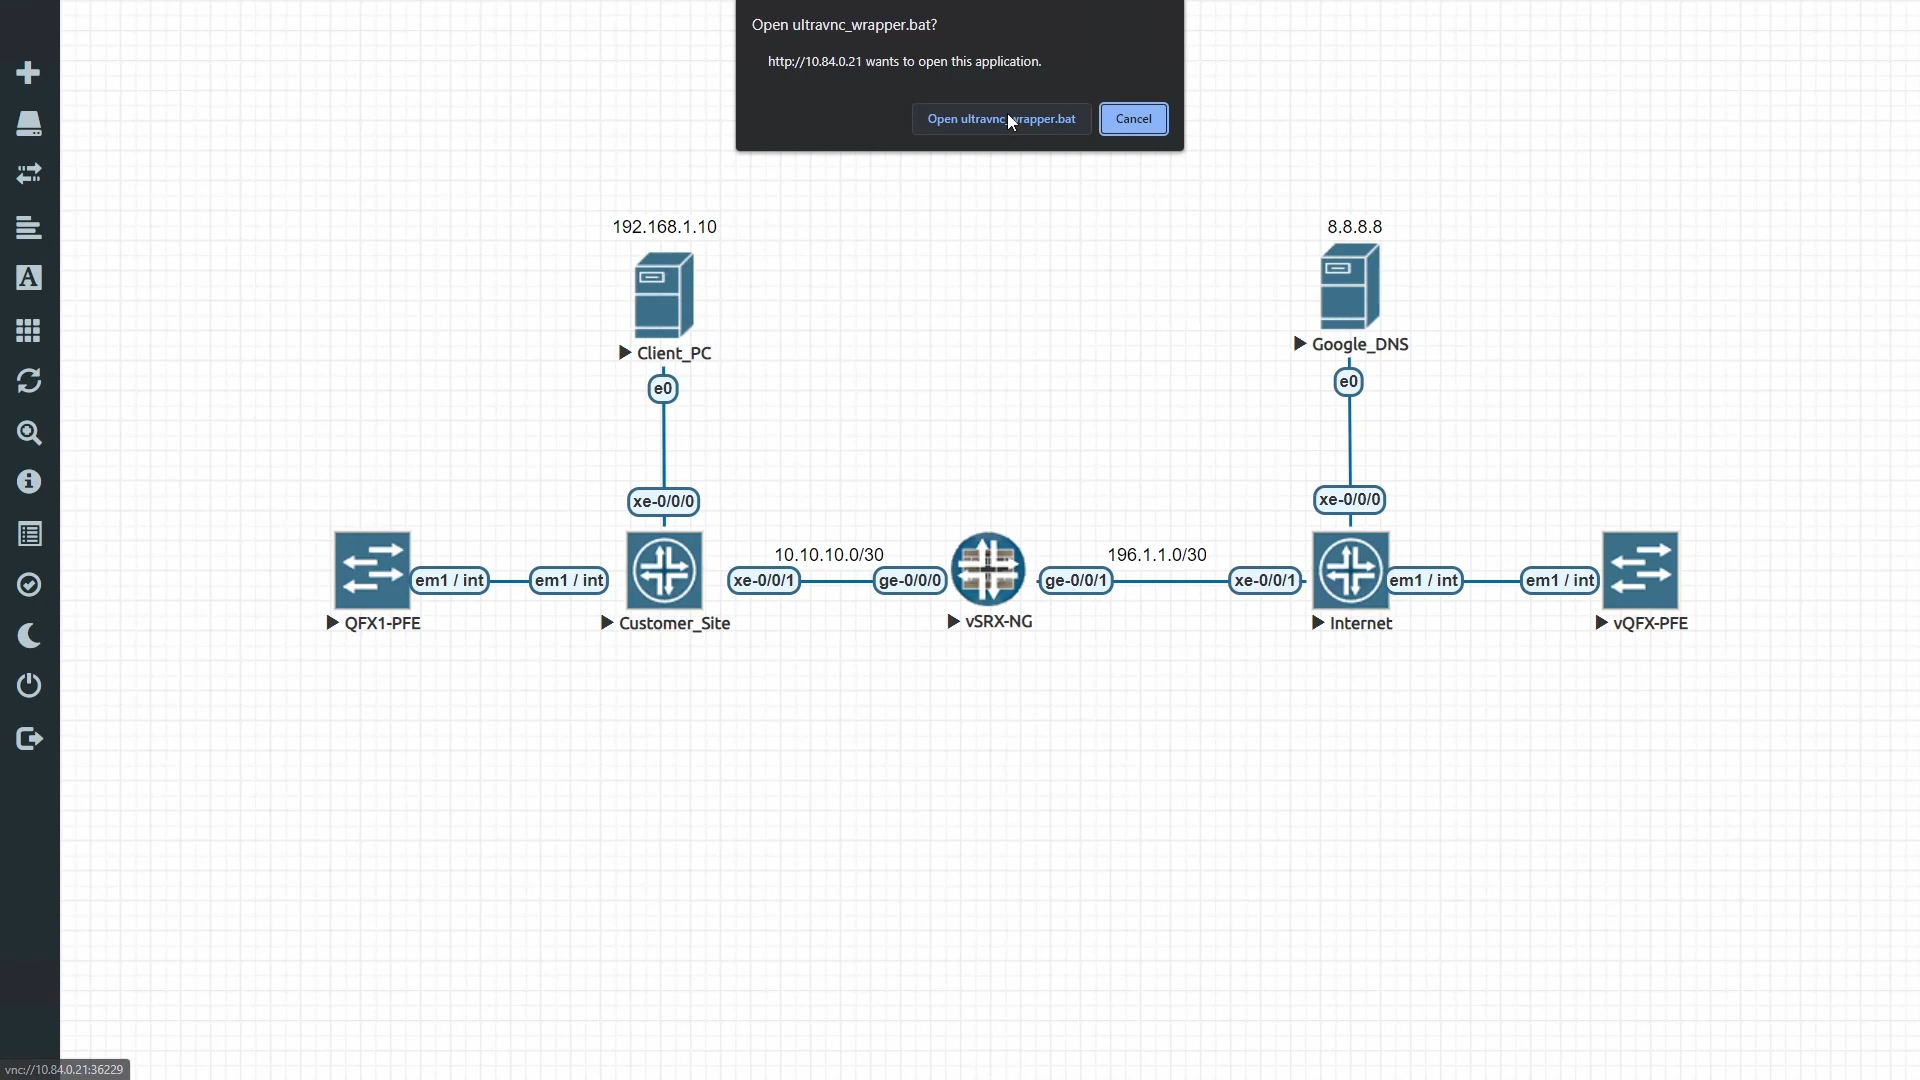 Open ultravnc_wrapper.bat?
http://10.84.0.21 wants to open this application.
Open ultravnc_wrapper.bat
Cancel
192.168.1.10
8.8.8.8
Client_PC
Google_DNS
e0
e0
xe-0/0/0
xe-0/0/0
10.10.10.0/30
196.1.1.0/30
em1 / int
em1 / int
xe-0/0/1
ge-0/0/0
ge-0/0/1
xe-0/0/1
em1 / int
em1 / int
QFX1-PFE
Customer_Site
vSRX-NG
Internet
vQFX-PFE
vnc://10.84.0.21:36229